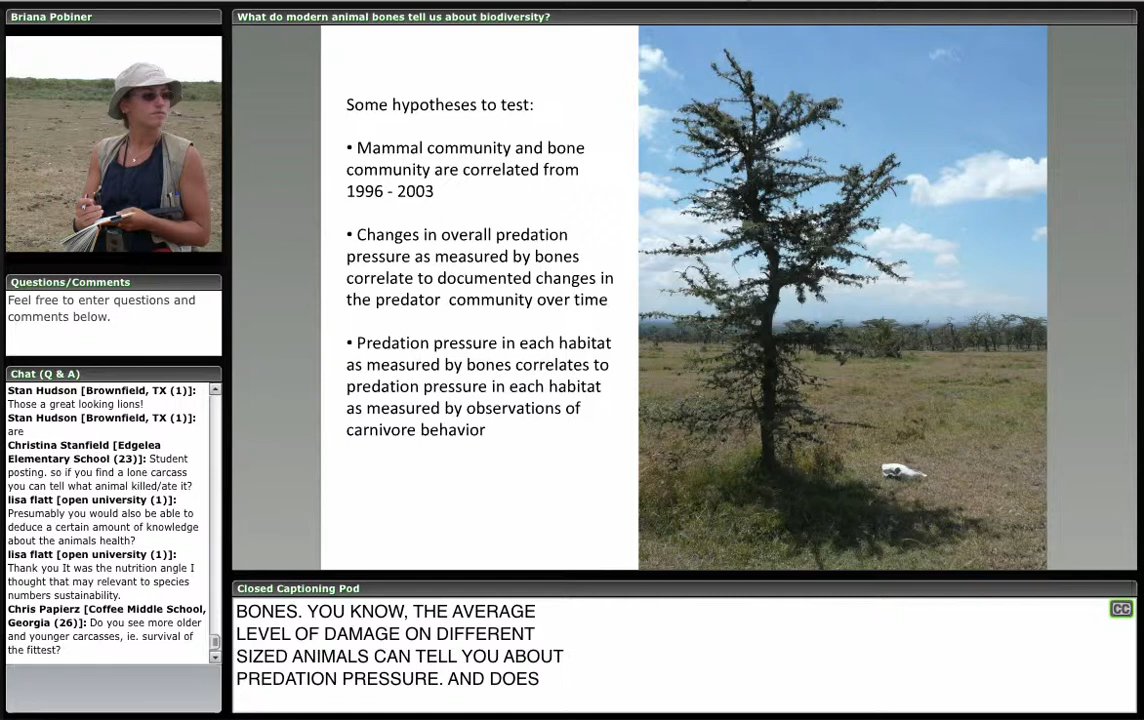 Briana Pobiner
What do modern animal bones tell us about biodiversity?
Some hypotheses to test:
• Mammal community and bone
community are correlated from
1996 - 2003
• Changes in overall predation
pressure as measured by bones
correlate to documented changes in
the predator community over time
• Predation pressure in each habitat
as measured by bones correlates to
predation pressure in each habitat
as measured by observations of
carnivore behavior
Questions/Comments
Feel free to enter questions and
comments below.
Chat (Q & A)
Stan Hudson [Brownfield, TX (1)]:
Those a great looking lions!
Stan Hudson [Brownfield, TX (1)]:
are
Christina Stanfield [Edgelea
Elementary School (23)]: Student
posting. so if you find a lone carcass
you can tell what animal killed/ate it?
lisa flatt [open university (1)]:
Presumably you would also be able to
deduce a certain amount of knowledge
about the animals health?
lisa flatt [open university (1)]:
Thank you It was the nutrition angle I
thought that may relevant to species
numbers sustainability.
Chris Papierz [Coffee Middle School,
Georgia (26)]: Do you see more older
and younger carcasses, ie. survival of
the fittest?
Closed Captioning Pod
CC
BONES. YOU KNOW, THE AVERAGE
LEVEL OF DAMAGE ON DIFFERENT
SIZED ANIMALS CAN TELL YOU ABOUT
PREDATION PRESSURE. AND DOES